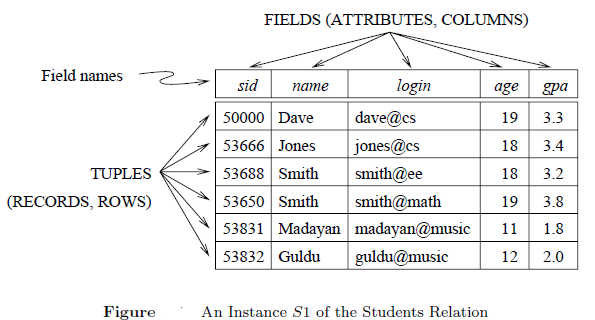 FIELDS (ATTRIBUTES, COLUMNS)
Field names
sid name login age gpa
50000 Dave dave@cs 19 3.3
53666 Jones jones@cs 18 3.4
53688 Smith smith@ee 18 3.2
53650 Smith smith@math 19 3.8
53831 Madayan madayan@music 11 1.8
53832 Guldu guldu@music 12 2.0
TUPLES
(RECORDS, ROWS)
Figure An Instance S1 of the Students Relation